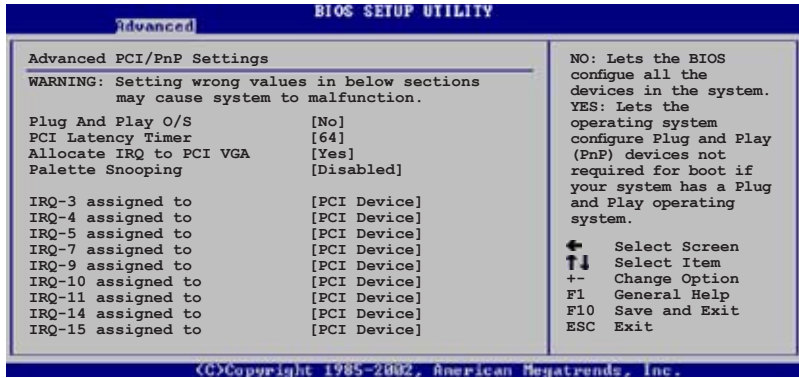 BIOS SETUP UTILITY
Advanced
Advanced PCI/PnP Settings
WARNING: Setting wrong values in below sections
may cause system to malfunction.
Plug And Play O/S [No]
PCI Latency Timer [64]
Allocate IRQ to PCI VGA [Yes]
Palette Snooping [Disabled]
IRQ-3 assigned to [PCI Device]
IRQ-4 assigned to [PCI Device]
IRQ-5 assigned to [PCI Device]
IRQ-7 assigned to [PCI Device]
IRQ-9 assigned to [PCI Device]
IRQ-10 assigned to [PCI Device]
IRQ-11 assigned to [PCI Device]
IRQ-14 assigned to [PCI Device]
IRQ-15 assigned to [PCI Device]
NO: Lets the BIOS
configue all the
devices in the system.
YES: Lets the
operating system
configure Plug and Play
(PnP) devices not
required for boot if
your system has a Plug
and Play operating
system.
← Select Screen
↑↓ Select Item
+- Change Option
F1 General Help
F10 Save and Exit
ESC Exit
(C)Copyright 1985-2002, American Megatrends, Inc.